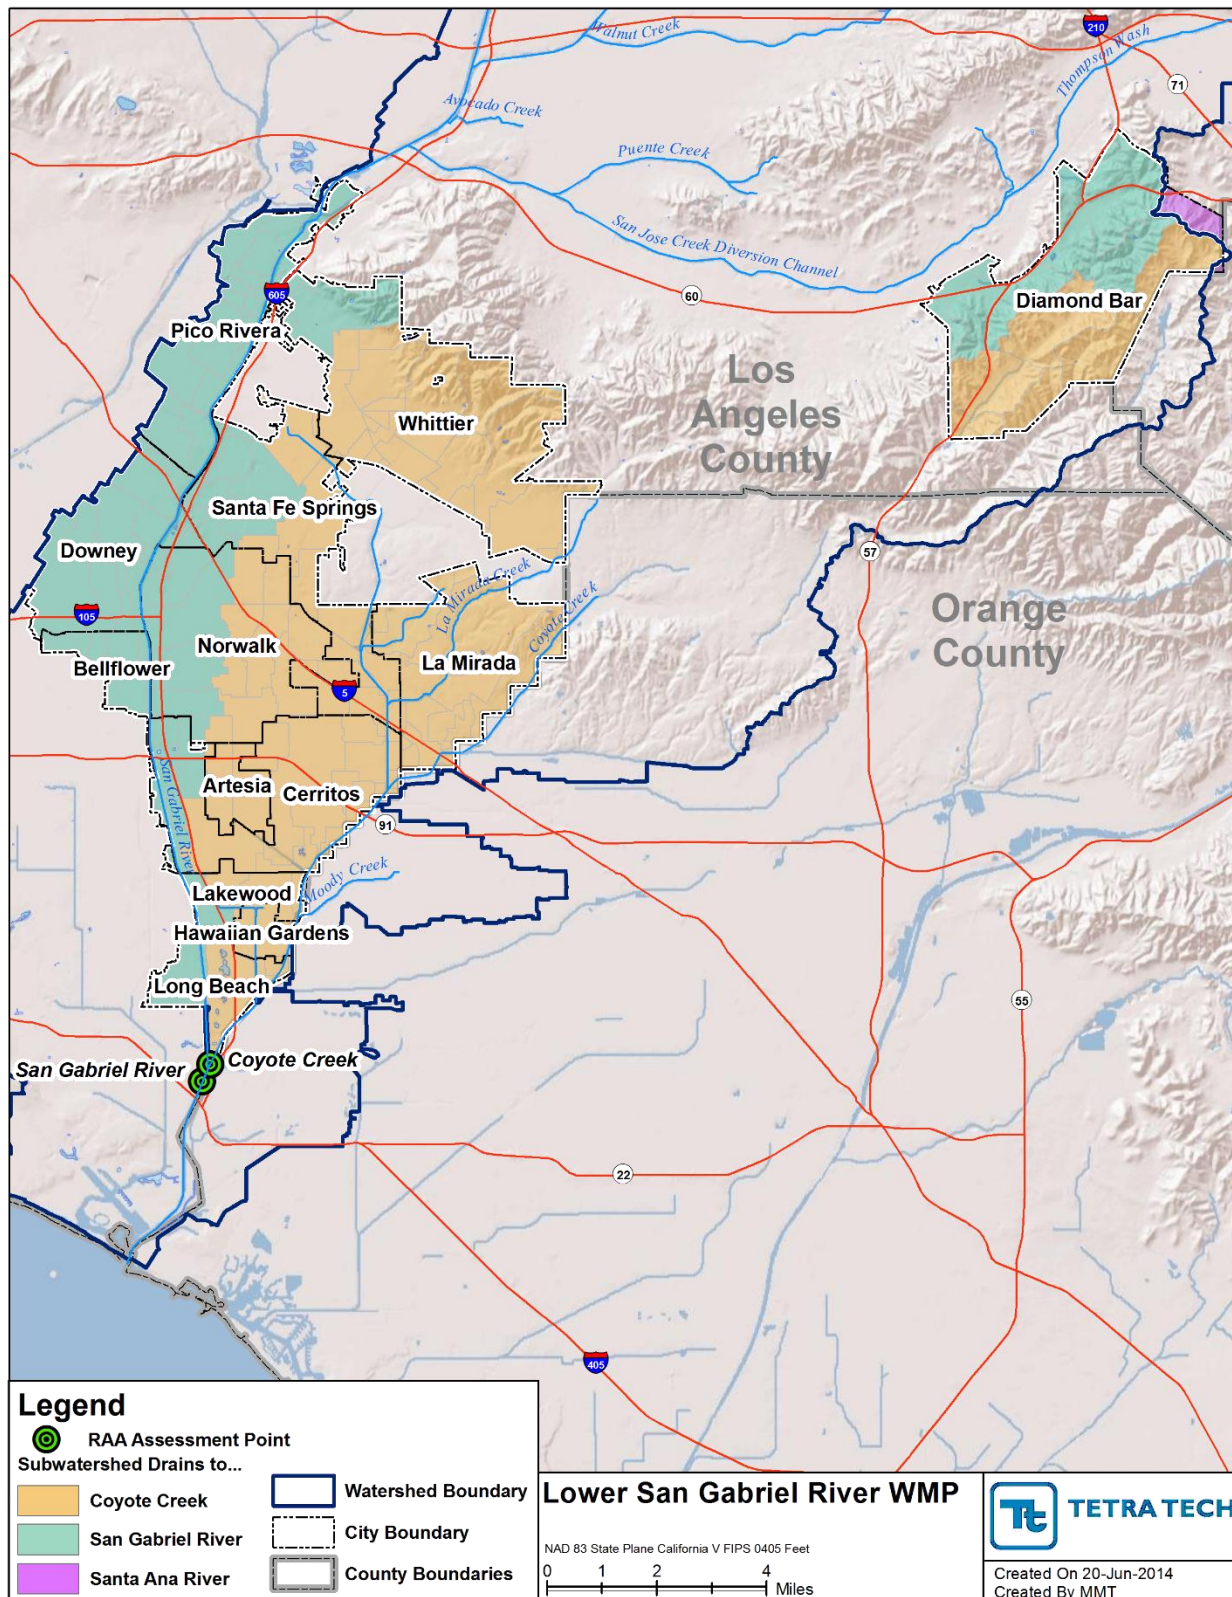 Walnut Creek
210
Thompson Wash
71
Avocado Creek
Puente Creek
San Jose Creek Diversion Channel
60
605
Pico Rivera
Diamond Bar
Los
Angeles
County
Whittier
Santa Fe Springs
57
Downey
105
La Mirada Creek
Coyote Creek
Orange
County
Norwalk
Bellflower
La Mirada
5
San Gabriel River
Artesia
Cerritos
91
Moody Creek
Lakewood
Hawaiian Gardens
Long Beach
55
Coyote Creek
San Gabriel River
22
405
Legend
RAA Assessment Point
Subwatershed Drains to...
Coyote Creek
San Gabriel River
Santa Ana River
Watershed Boundary
City Boundary
County Boundaries
Lower San Gabriel River WMP
NAD 83 State Plane California V FIPS 0405 Feet
0 1 2 4
Miles
Tt TETRA TECH
Created On 20-Jun-2014
Created By MMT